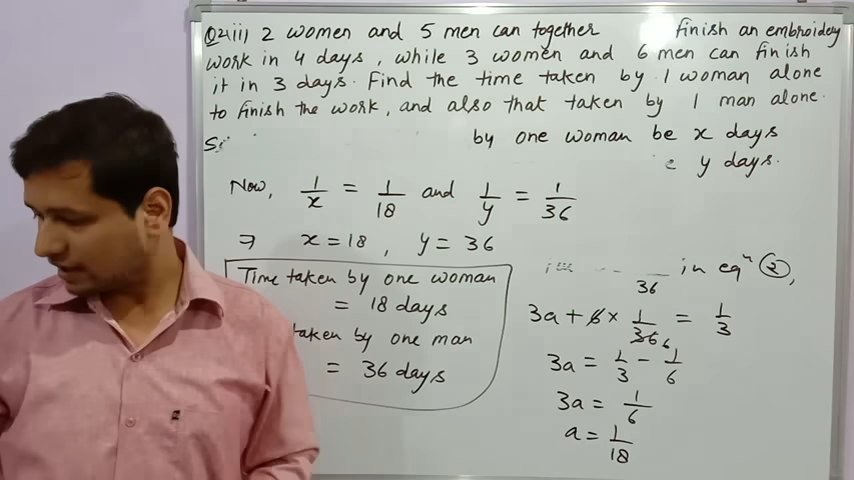 Q2.iii) 2 women and 5 men can together finish an embroidery
work in 4 days, while 3 women and 6 men can finish
it in 3 days. Find the time taken by 1 woman alone
to finish the work, and also that taken by 1 man alone.
by one woman be x days
y days.
Now, 1/x = 1/18 and 1/y = 1/36
⇒ x = 18, y = 36
Time taken by one woman
= 18 days
taken by one man
= 36 days
36 in eqⁿ ②,
3a + 6 × 1/36 6 = 1/3
3a = 1/3 - 1/6
3a = 1/6
a = 1/18